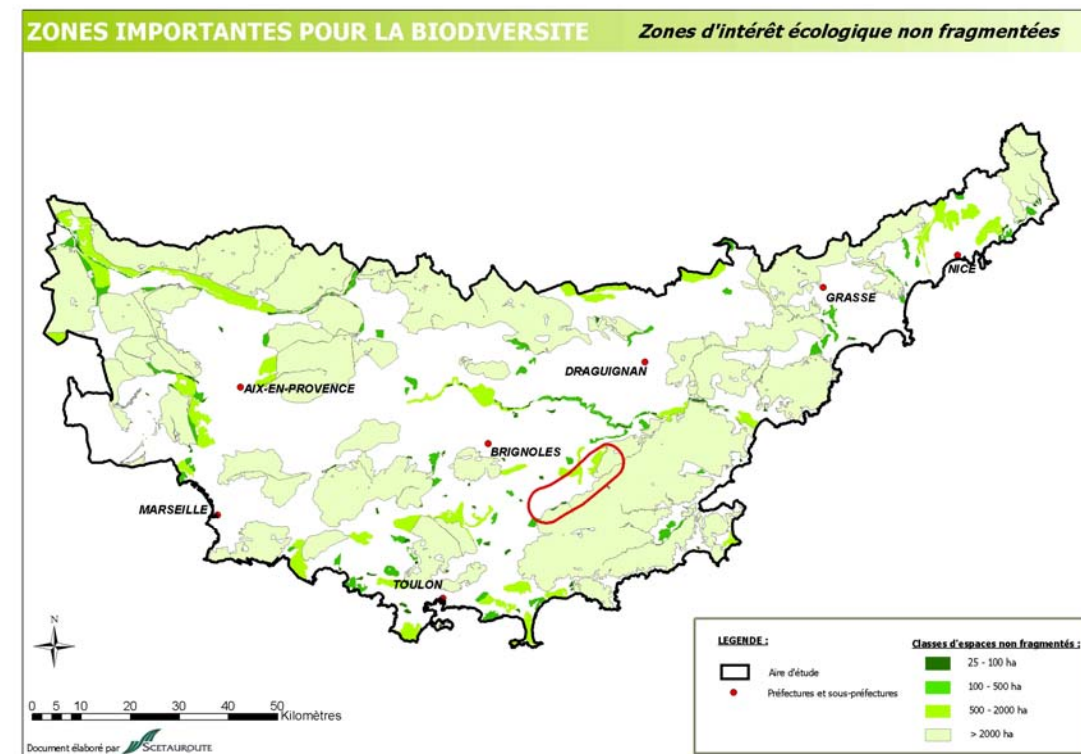 ZONES IMPORTANTES POUR LA BIODIVERSITE
Zones d'intérêt écologique non fragmentées
NICE
GRASSE
DRAGUIGNAN
AIX-EN-PROVENCE
BRIGNOLES
MARSEILLE
TOULON
N
0 5 10 20 30 40 50
Kilomètres
Document élaboré par SCETAUROUTE
LEGENDE :
Aire d'étude
Préfectures et sous-préfectures
Classes d'espaces non fragmentés :
25 - 100 ha
100 - 500 ha
500 - 2000 ha
> 2000 ha